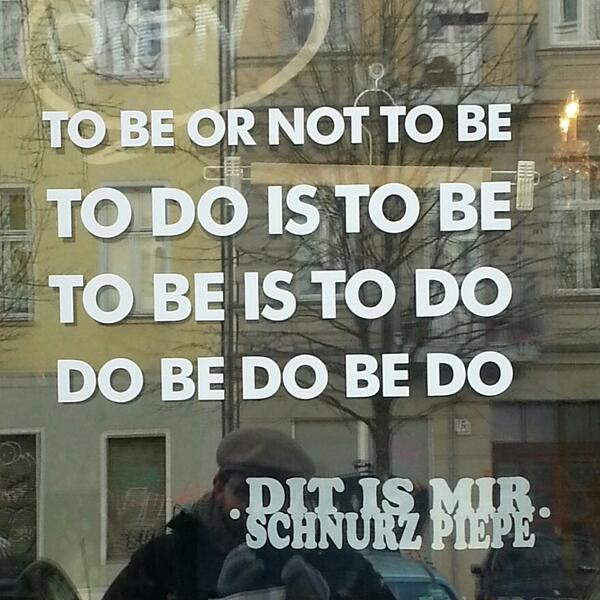 TO BE OR NOT TO BE
TO DO IS TO BE
TO BE IS TO DO
DO BE DO BE DO
.DIT IS MIR.
SCHNURZ PIEPE